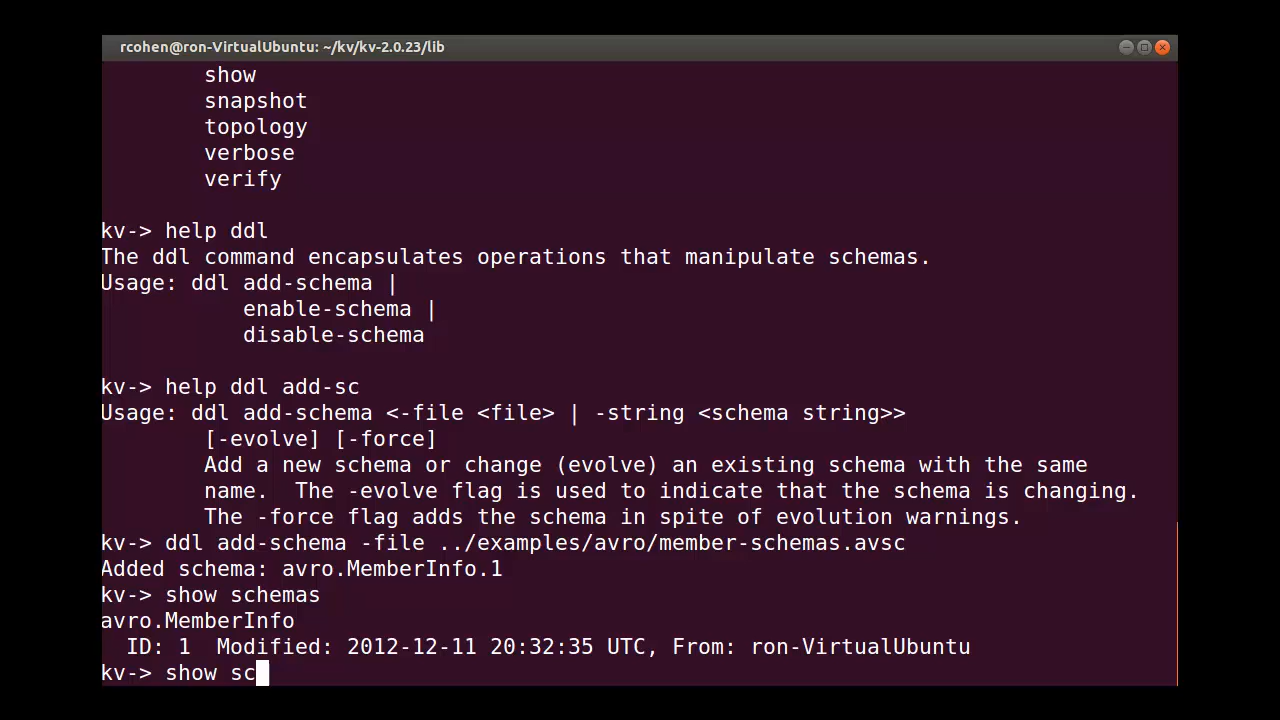 rcohen@ron-VirtualUbuntu: ~/kv/kv-2.0.23/lib
show
snapshot
topology
verbose
verify
kv-> help ddl
The ddl command encapsulates operations that manipulate schemas.
Usage: ddl add-schema |
enable-schema |
disable-schema
kv-> help ddl add-sc
Usage: ddl add-schema <-file <file> | -string <schema string>>
[-evolve] [-force]
Add a new schema or change (evolve) an existing schema with the same
name.  The -evolve flag is used to indicate that the schema is changing.
The -force flag adds the schema in spite of evolution warnings.
kv-> ddl add-schema -file ../examples/avro/member-schemas.avsc
Added schema: avro.MemberInfo.1
kv-> show schemas
avro.MemberInfo
ID: 1  Modified: 2012-12-11 20:32:35 UTC, From: ron-VirtualUbuntu
kv-> show sc